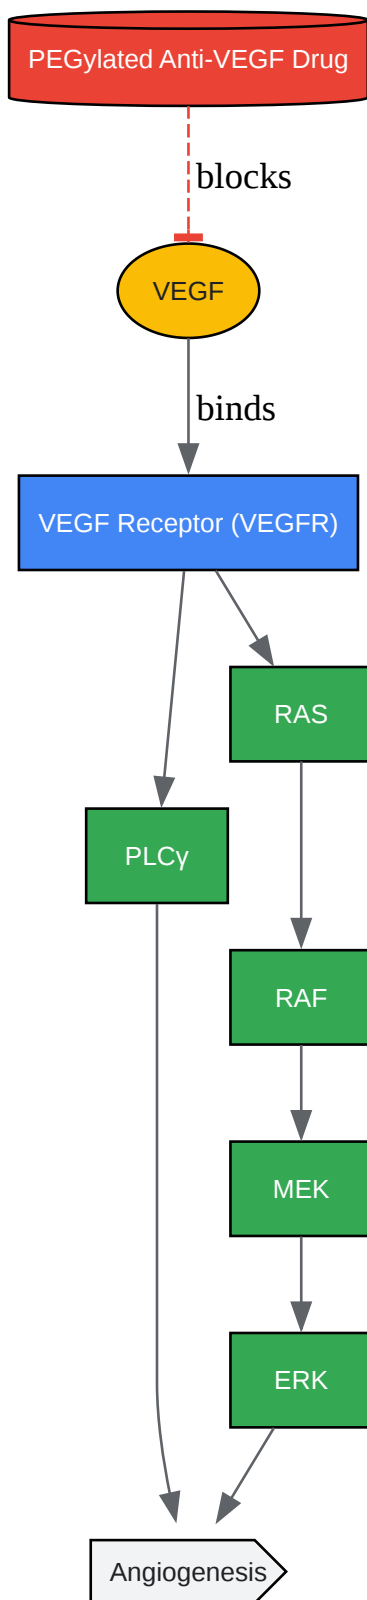 PEGylated Anti-VEGF Drug
blocks
VEGF
binds
VEGF Receptor (VEGFR)
RAS
PLCγ
RAF
MEK
ERK
Angiogenesis